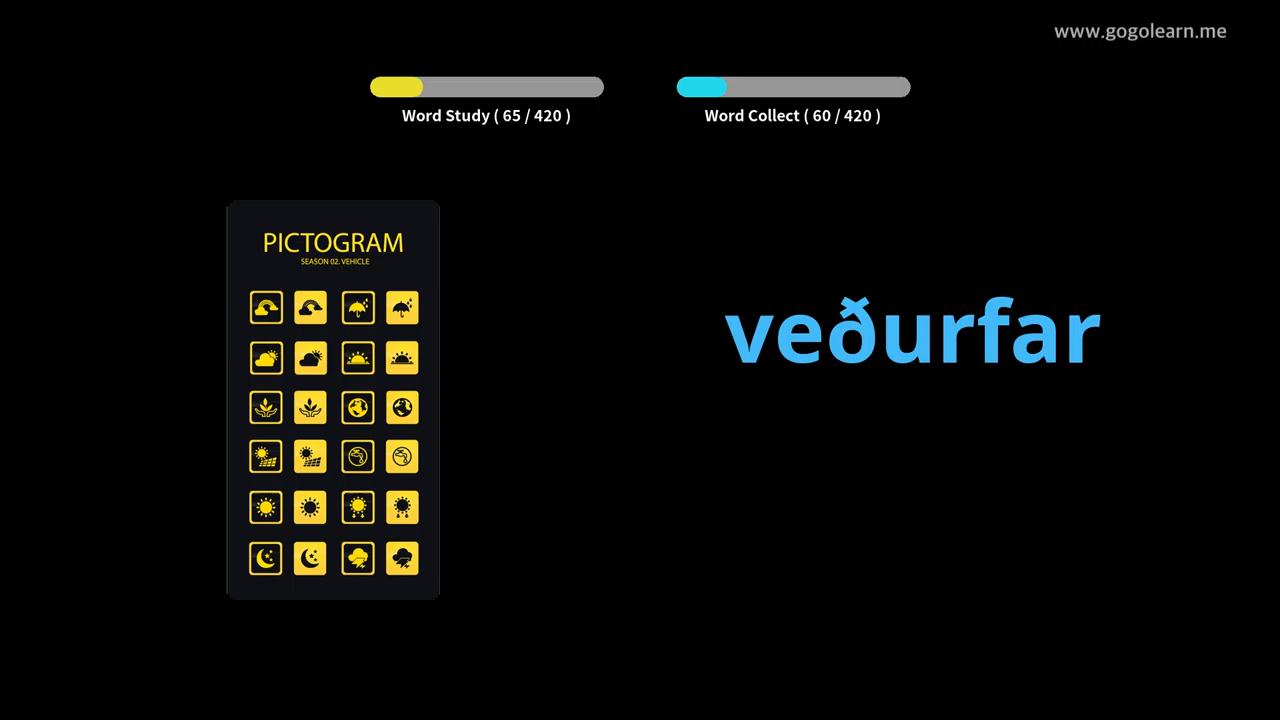 www.gogolearn.me
Word Study ( 65 / 420 )
Word Collect ( 60 / 420 )
PICTOGRAM
SEASON 02. VEHICLE
veðurfar